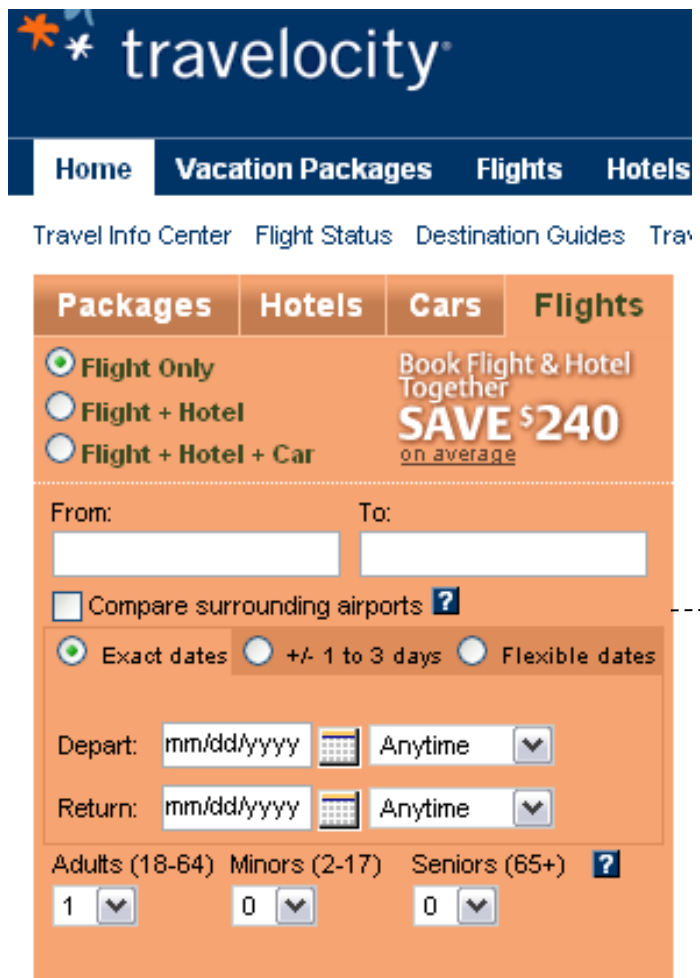 travelocity®
Home Vacation Packages Flights Hotels
Travel Info Center Flight Status Destination Guides
Packages Hotels Cars Flights
Flight Only
Flight + Hotel
Flight + Hotel + Car
Book Flight & Hotel
Together
SAVE $240
on average
From: To:
Compare surrounding airports ?
Exact dates +/- 1 to 3 days Flexible dates
Depart: mm/dd/yyyy Anytime
Return: mm/dd/yyyy Anytime
Adults (18-64) Minors (2-17) Seniors (65+) ?
1 0 0